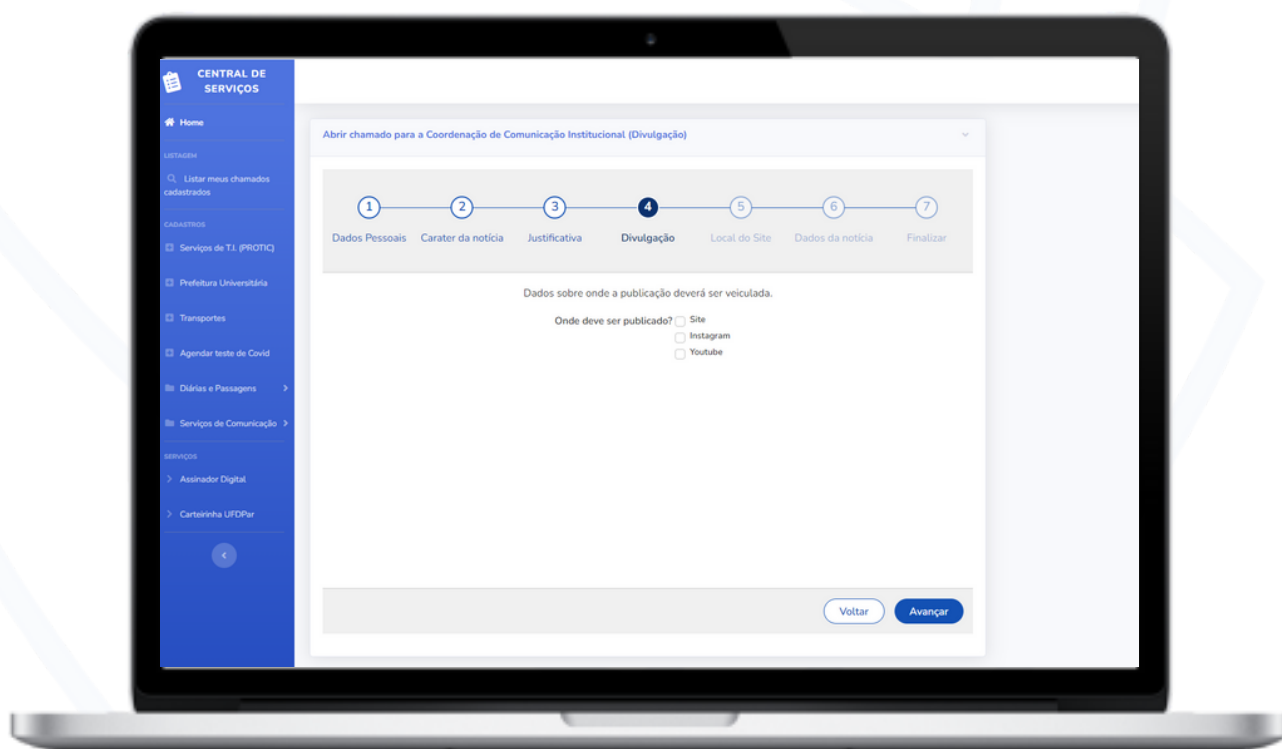 CENTRAL DE
SERVIÇOS
Home
LISTAGEM
Listar meus chamados
cadastrados
CADASTROS
Serviços de T.I. (PROTIC)
Prefeitura Universitária
Transportes
Agendar teste de Covid
Diárias e Passagens
Serviços de Comunicação
SERVIÇOS
Assinador Digital
Carteirinha UFDPar
Abrir chamado para a Coordenação de Comunicação Institucional (Divulgação)
1 2 3 4 5 6 7
Dados Pessoais Carater da notícia Justificativa Divulgação Local do Site Dados da notícia Finalizar
Dados sobre onde a publicação deverá ser veiculada.
Onde deve ser publicado? Site
Instagram
Youtube
Voltar Avançar